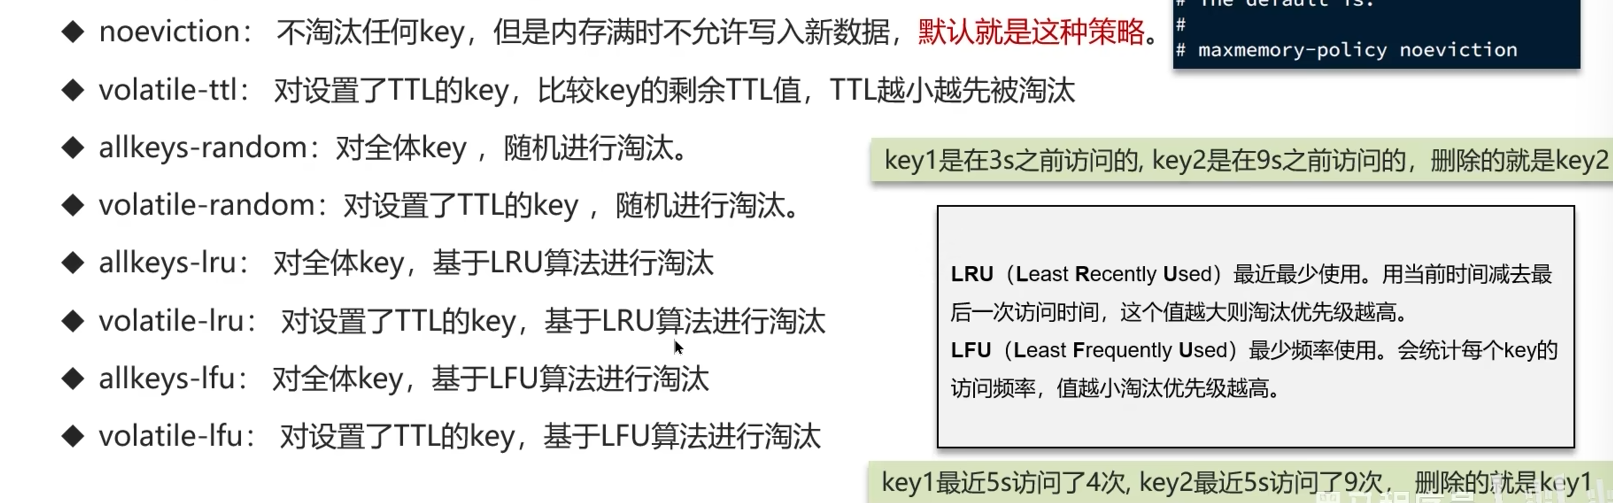 # The default is:
#
# maxmemory-policy noeviction
◆ noeviction： 不淘汰任何key，但是内存满时不允许写入新数据，默认就是这种策略。
◆ volatile-ttl： 对设置了TTL的key，比较key的剩余TTL值，TTL越小越先被淘汰
◆ allkeys-random：对全体key ，随机进行淘汰。
◆ volatile-random：对设置了TTL的key ，随机进行淘汰。
◆ allkeys-lru： 对全体key，基于LRU算法进行淘汰
◆ volatile-lru： 对设置了TTL的key，基于LRU算法进行淘汰
◆ allkeys-lfu： 对全体key，基于LFU算法进行淘汰
◆ volatile-lfu： 对设置了TTL的key，基于LFU算法进行淘汰
key1是在3s之前访问的, key2是在9s之前访问的，删除的就是key2
LRU（Least Recently Used）最近最少使用。用当前时间减去最
后一次访问时间，这个值越大则淘汰优先级越高。
LFU（Least Frequently Used）最少频率使用。会统计每个key的
访问频率，值越小淘汰优先级越高。
key1最近5s访问了4次, key2最近5s访问了9次， 删除的就是key1